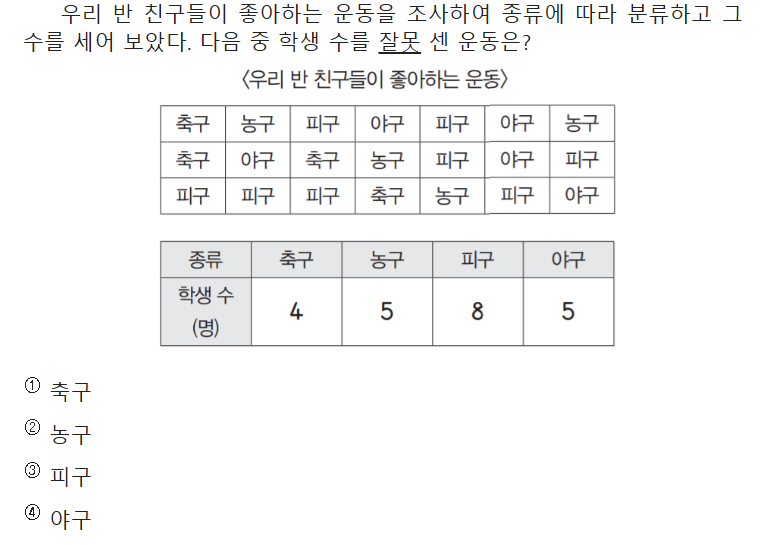 우리 반 친구들이 좋아하는 운동을 조사하여 종류에 따라 분류하고 그
수를 세어 보았다. 다음 중 학생 수를 잘못 센 운동은?
〈우리 반 친구들이 좋아하는 운동〉
축구 농구 피구 야구 피구 야구 농구
축구 야구 축구 농구 피구 야구 피구
피구 피구 피구 축구 농구 피구 야구
종류 축구 농구 피구 야구
학생 수
(명) 4 5 8 5
① 축구
② 농구
③ 피구
④ 야구